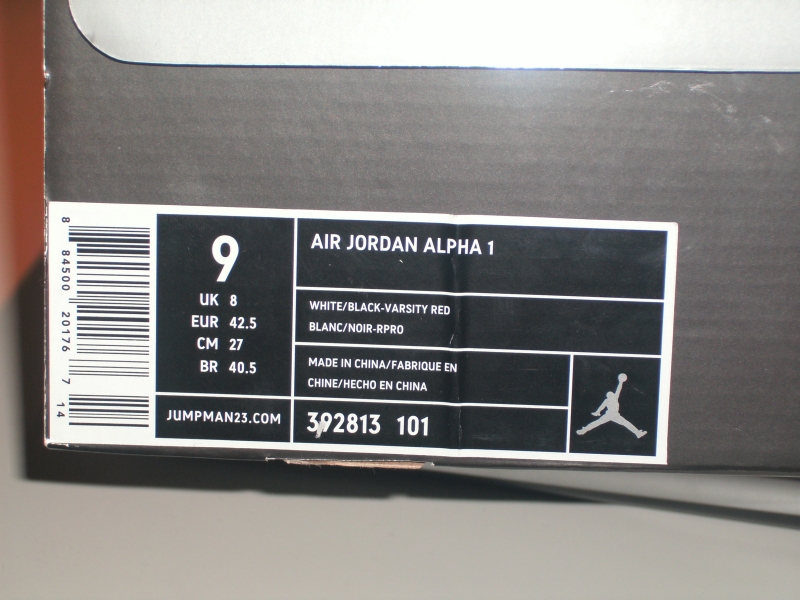 8 84500 20176 7 14
9
UK 8
EUR 42.5
CM 27
BR 40.5
JUMPMAN23.COM
AIR JORDAN ALPHA 1
WHITE/BLACK-VARSITY RED
BLANC/NOIR-RPRO
MADE IN CHINA/FABRIQUE EN
CHINE/HECHO EN CHINA
392813 101